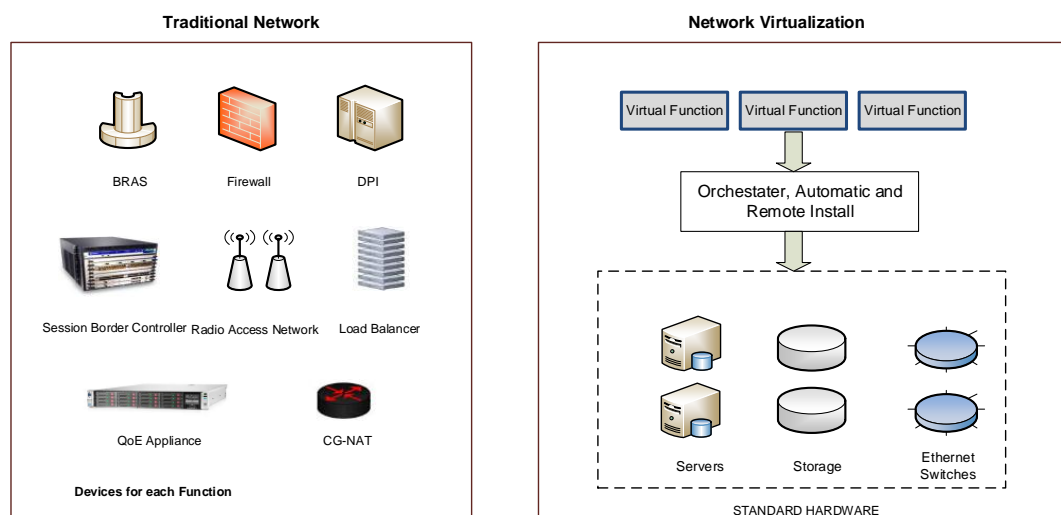 Traditional Network
BRAS
Firewall
DPI
Session Border Controller
Radio Access Network
Load Balancer
QoE Appliance
CG-NAT
Devices for each Function
Network Virtualization
Virtual Function
Virtual Function
Virtual Function
Orchestater, Automatic and
Remote Install
Servers
Storage
Ethernet
Switches
STANDARD HARDWARE